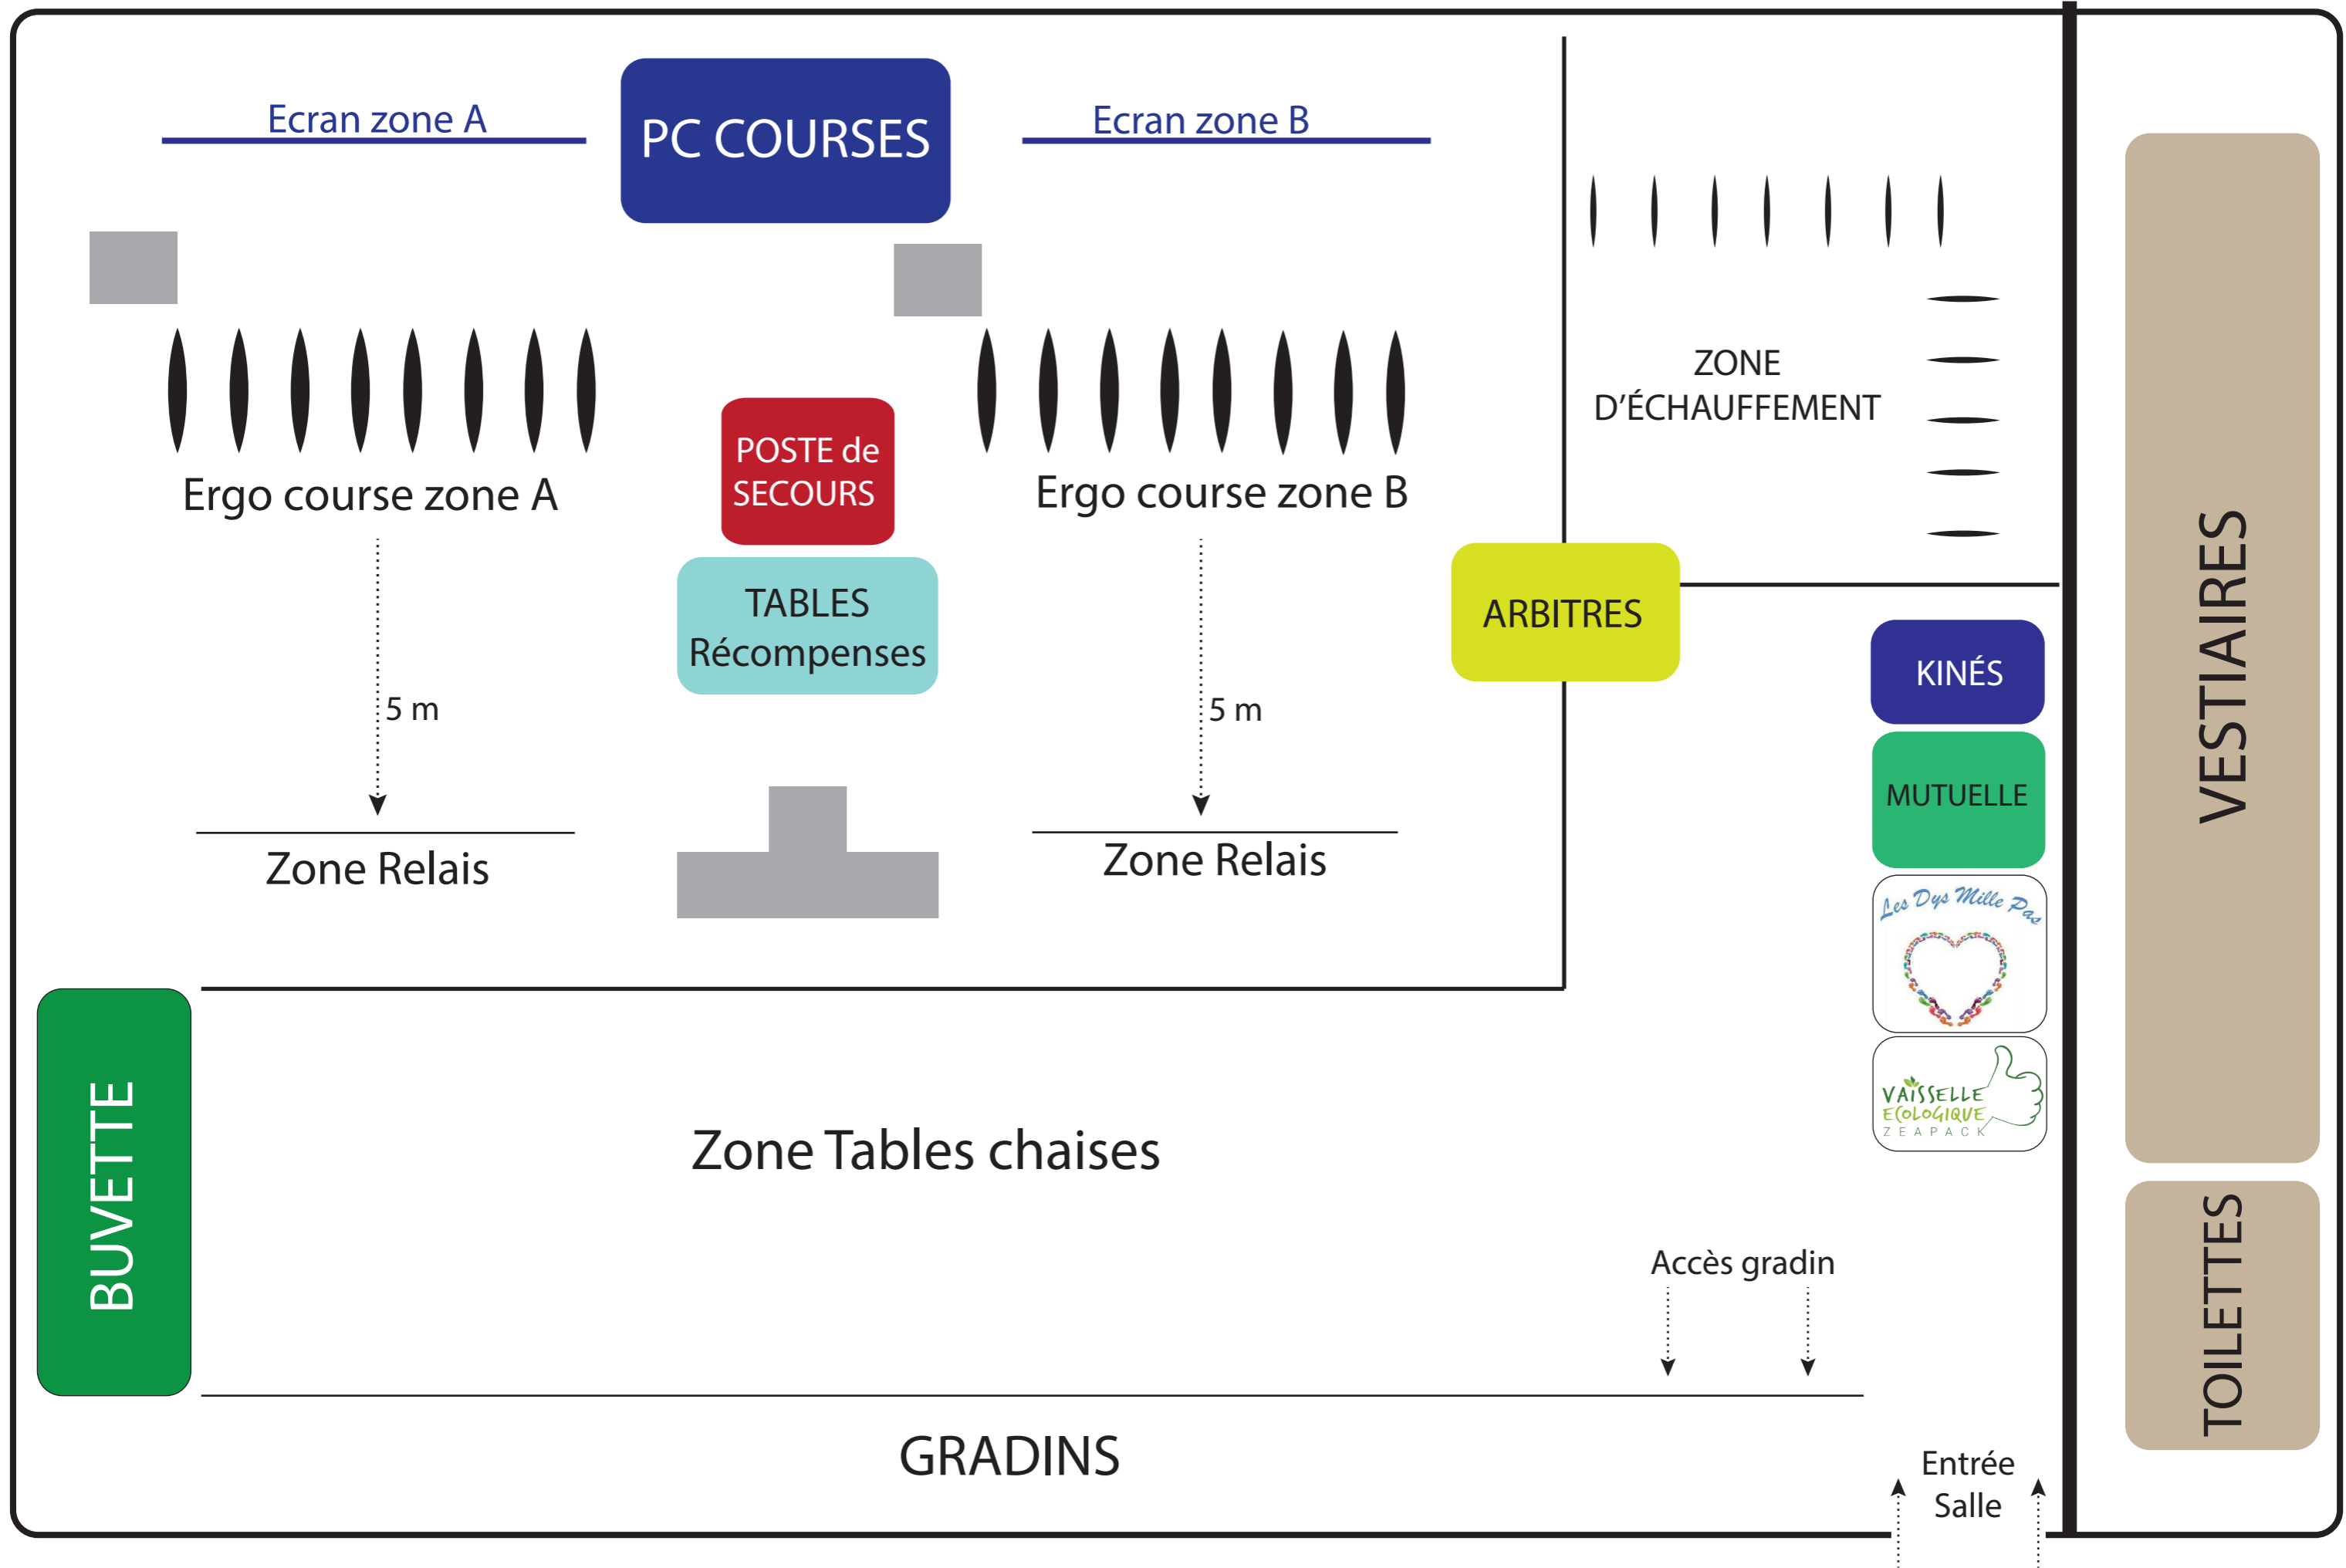 Ecran zone A
PC COURSES
Ecran zone B
ZONE
D'ÉCHAUFFEMENT
POSTE de
SECOURS
Ergo course zone A
Ergo course zone B
TABLES
Récompenses
ARBITRES
KINÉS
5 m
5 m
MUTUELLE
Zone Relais
Zone Relais
Les Dys Mille Pas
VAISSELLE
ECOLOGIQUE
ZEAPACK
VESTIAIRES
BUVETTE
Zone Tables chaises
Accès gradin
TOILETTES
GRADINS
Entrée
Salle